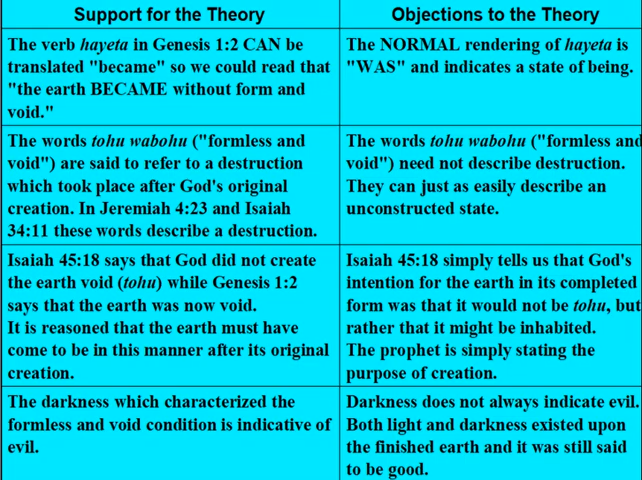 Support for the Theory
Objections to the Theory
The verb hayeta in Genesis 1:2 CAN be
translated "became" so we could read that
"the earth BECAME without form and
void."
The NORMAL rendering of hayeta is
"WAS" and indicates a state of being.
The words tohu wabohu ("formless and
void") are said to refer to a destruction
which took place after God's original
creation. In Jeremiah 4:23 and Isaiah
34:11 these words describe a destruction.
The words tohu wabohu ("formless and
void") need not describe destruction.
They can just as easily describe an
unconstructed state.
Isaiah 45:18 says that God did not create
the earth void (tohu) while Genesis 1:2
says that the earth was now void.
It is reasoned that the earth must have
come to be in this manner after its original
creation.
Isaiah 45:18 simply tells us that God's
intention for the earth in its completed
form was that it would not be tohu, but
rather that it might be inhabited.
The prophet is simply stating the
purpose of creation.
The darkness which characterized the
formless and void condition is indicative of
evil.
Darkness does not always indicate evil.
Both light and darkness existed upon
the finished earth and it was still said
to be good.